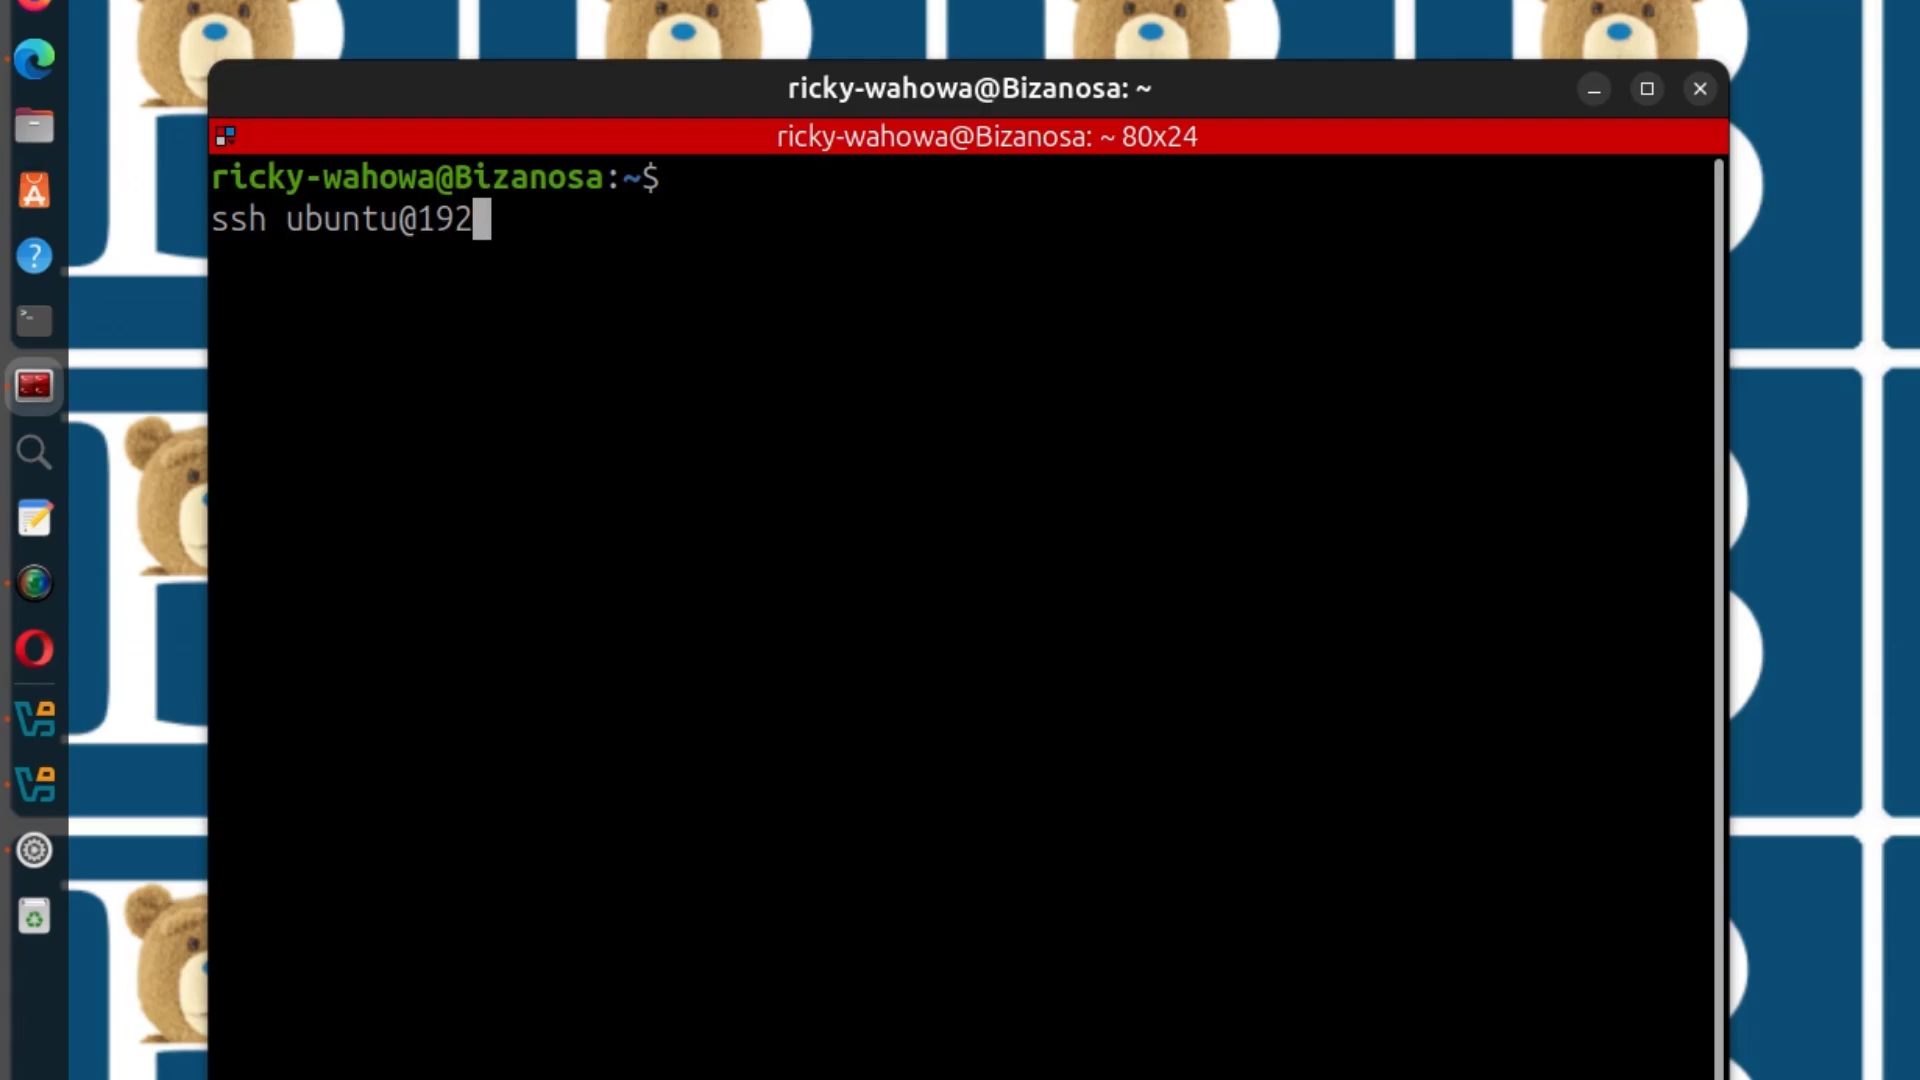 ricky-wahowa@Bizanosa: ~
ricky-wahowa@Bizanosa: ~ 80x24
ricky-wahowa@Bizanosa:~$
ssh ubuntu@192